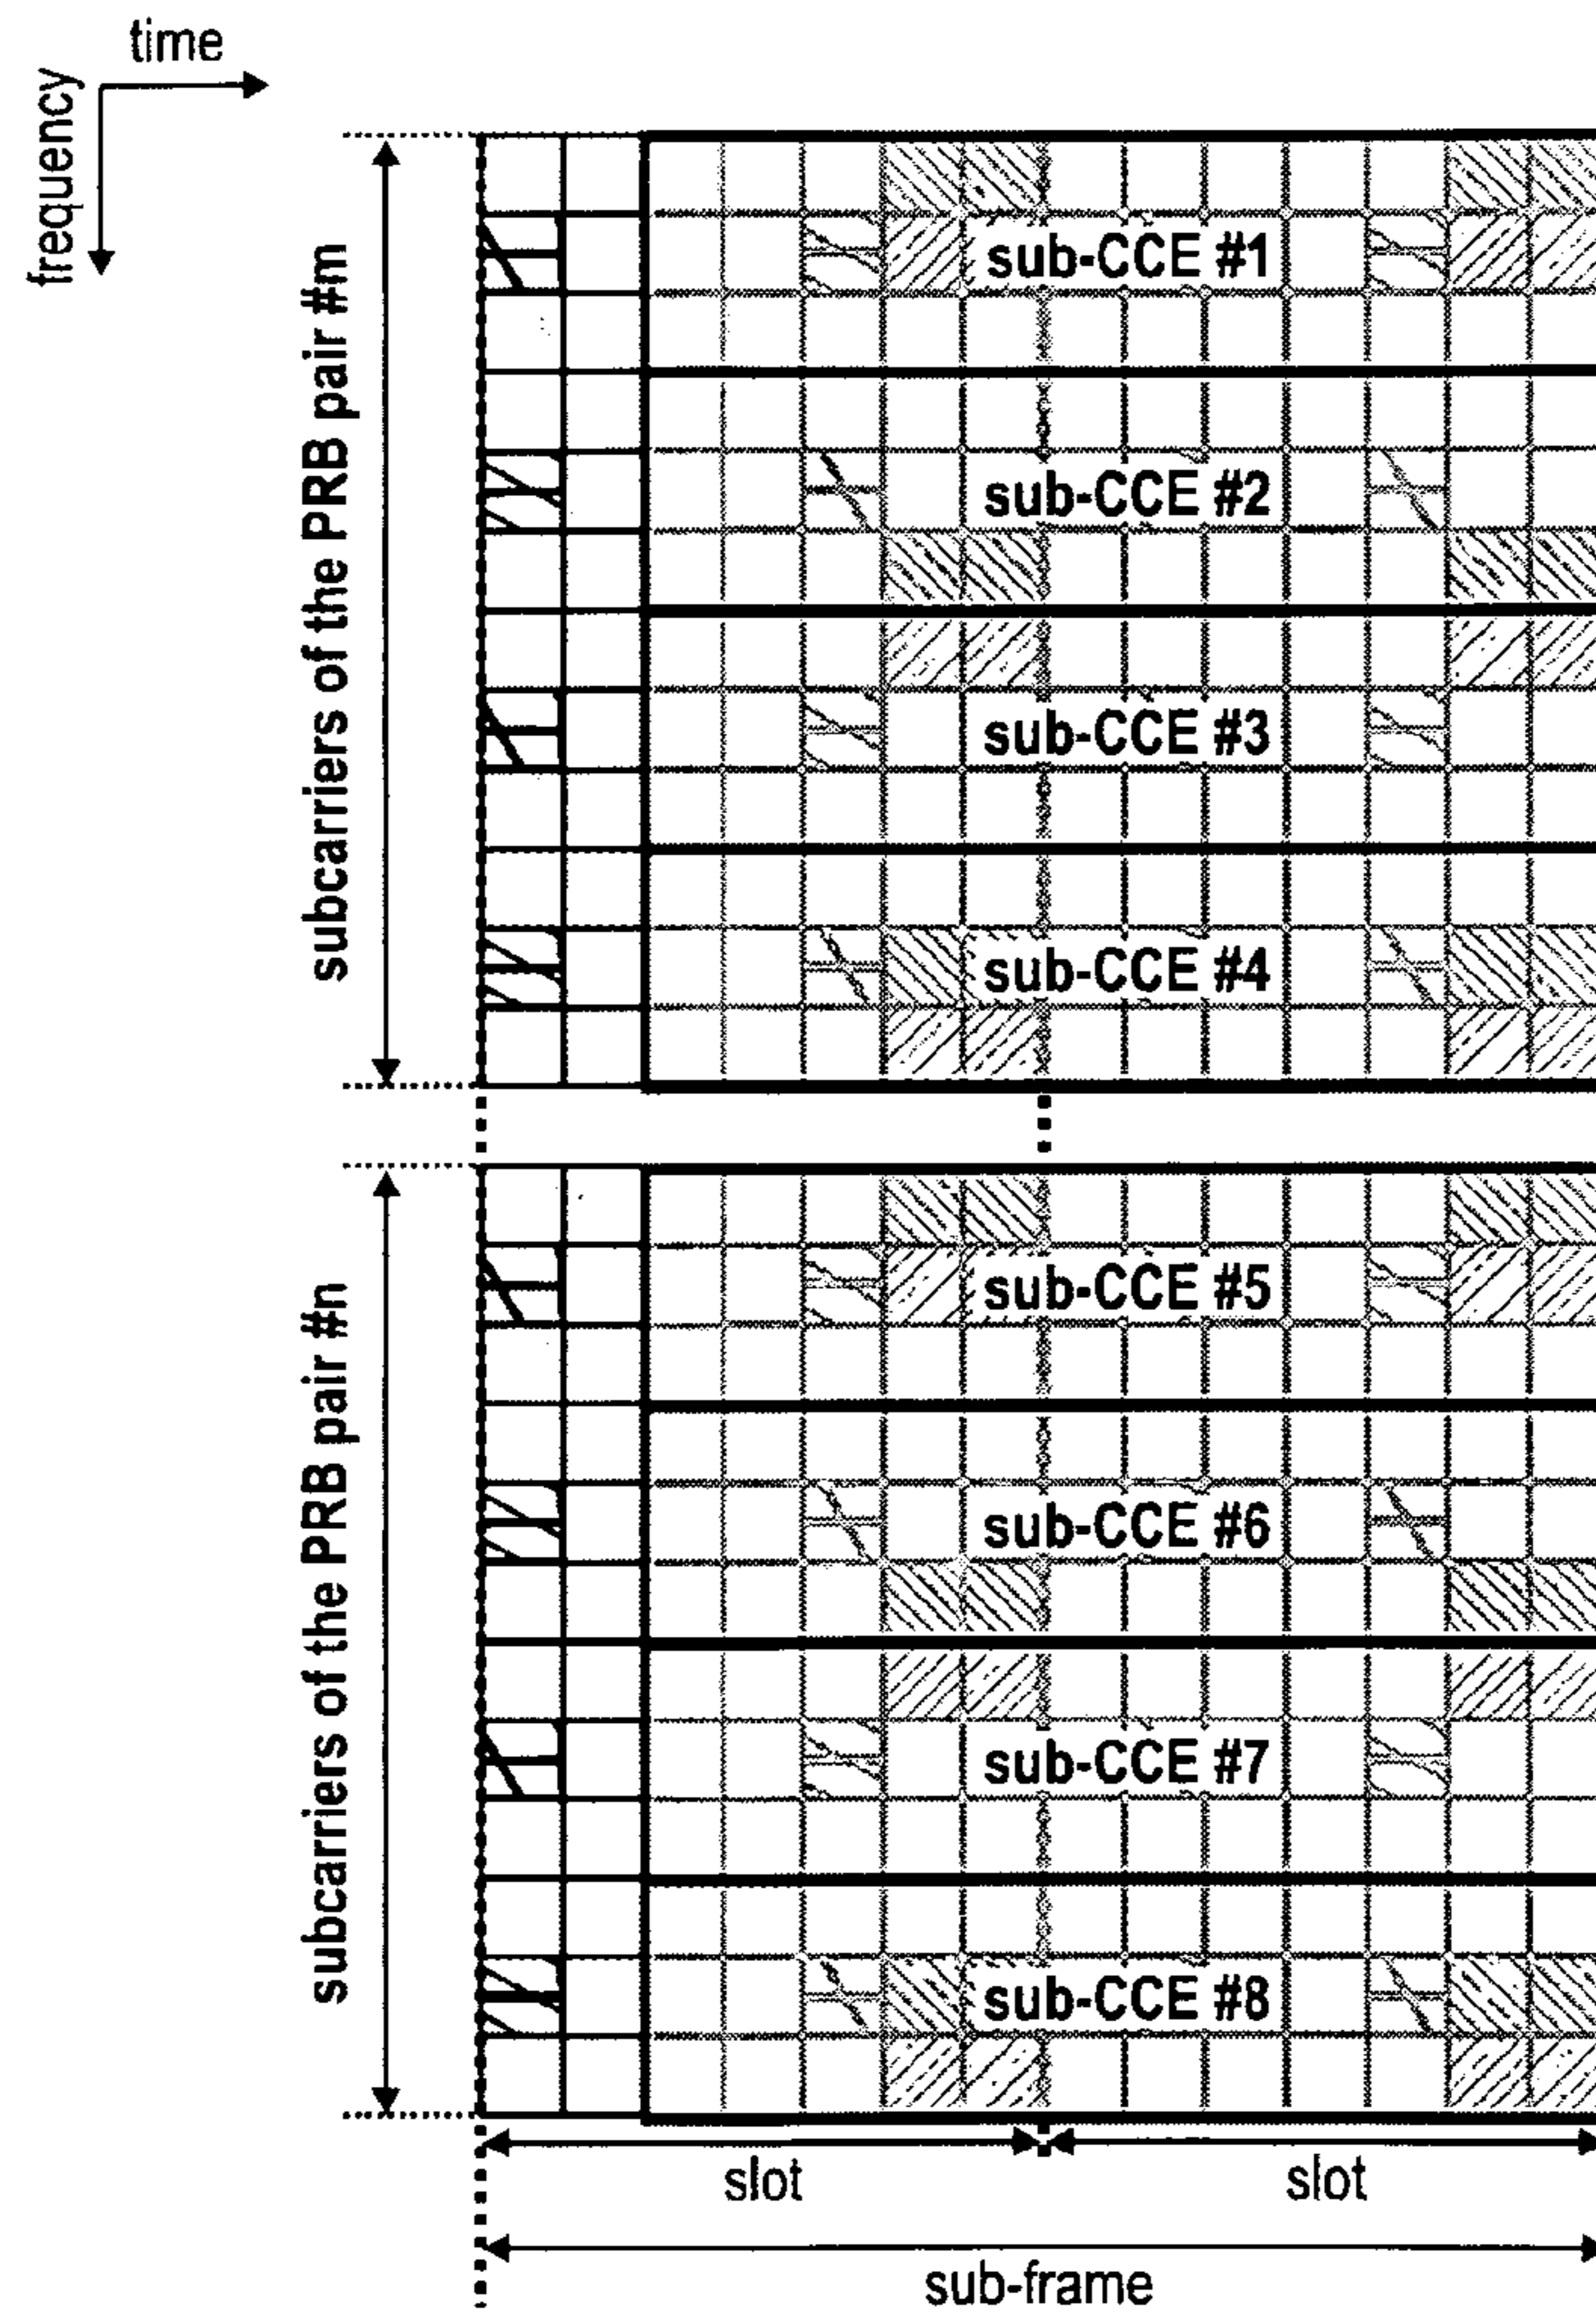 time
frequency
subcarriers of the PRB pair #m
sub-CCE #1
sub-CCE #2
sub-CCE #3
sub-CCE #4
subcarriers of the PRB pair #n
sub-CCE #5
sub-CCE #6
sub-CCE #7
sub-CCE #8
slot slot
sub-frame